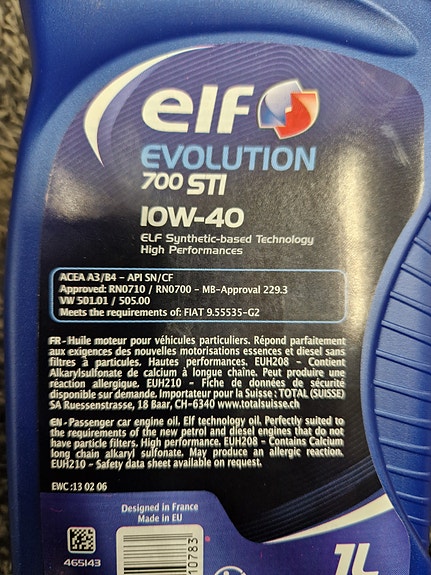 elf
EVOLUTION
700 STI
10W-40
ELF Synthetic-based Technology
High Performances
ACEA A3/B4 - API SN/CF
Approved: RN0710 / RN0700 - MB-Approval 229.3
VW 501.01 / 505.00
Meets the requirements of: FIAT 9.55535-G2
FR - Huile moteur pour véhicules particuliers. Répond parfaitement
aux exigences des nouvelles motorisations essences et diesel sans
filtres à particules. Hautes performances. EUH208 - Contient
Alkarylsulfonate de calcium à longue chaîne. Peut produire une
réaction allergique. EUH210 - Fiche de données de sécurité
disponible sur demande. Importateur pour la Suisse : TOTAL (SUISSE)
SA Ruessenstrasse, 18 Baar, CH-6340 www.totalsuisse.com
EN - Passenger car engine oil. Elf technology oil. Perfectly suited to
the requirements of the new petrol and diesel engines that do not
have particle filters. High performance. EUH208 - Contains Calcium
long chain alkaryl sulfonate. May produce an allergic reaction.
EUH210 - Safety data sheet available on request.
EWC :13 02 06
Designed in France
Made in EU
465143
10783
1L